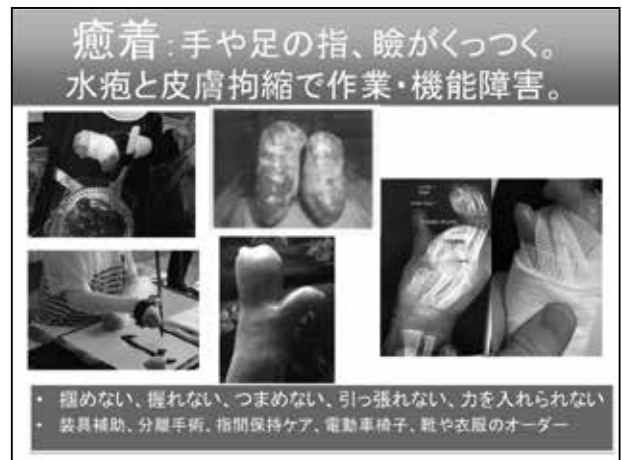 癒着:手や足の指、瞼がくっつく。
水疱と皮膚拘縮で作業・機能障害。
• 掴めない、握れない、つまめない、引っ張れない、力を入れられない
• 装具補助、分離手術、指間保持ケア、電動車椅子、靴や衣服のオーダー